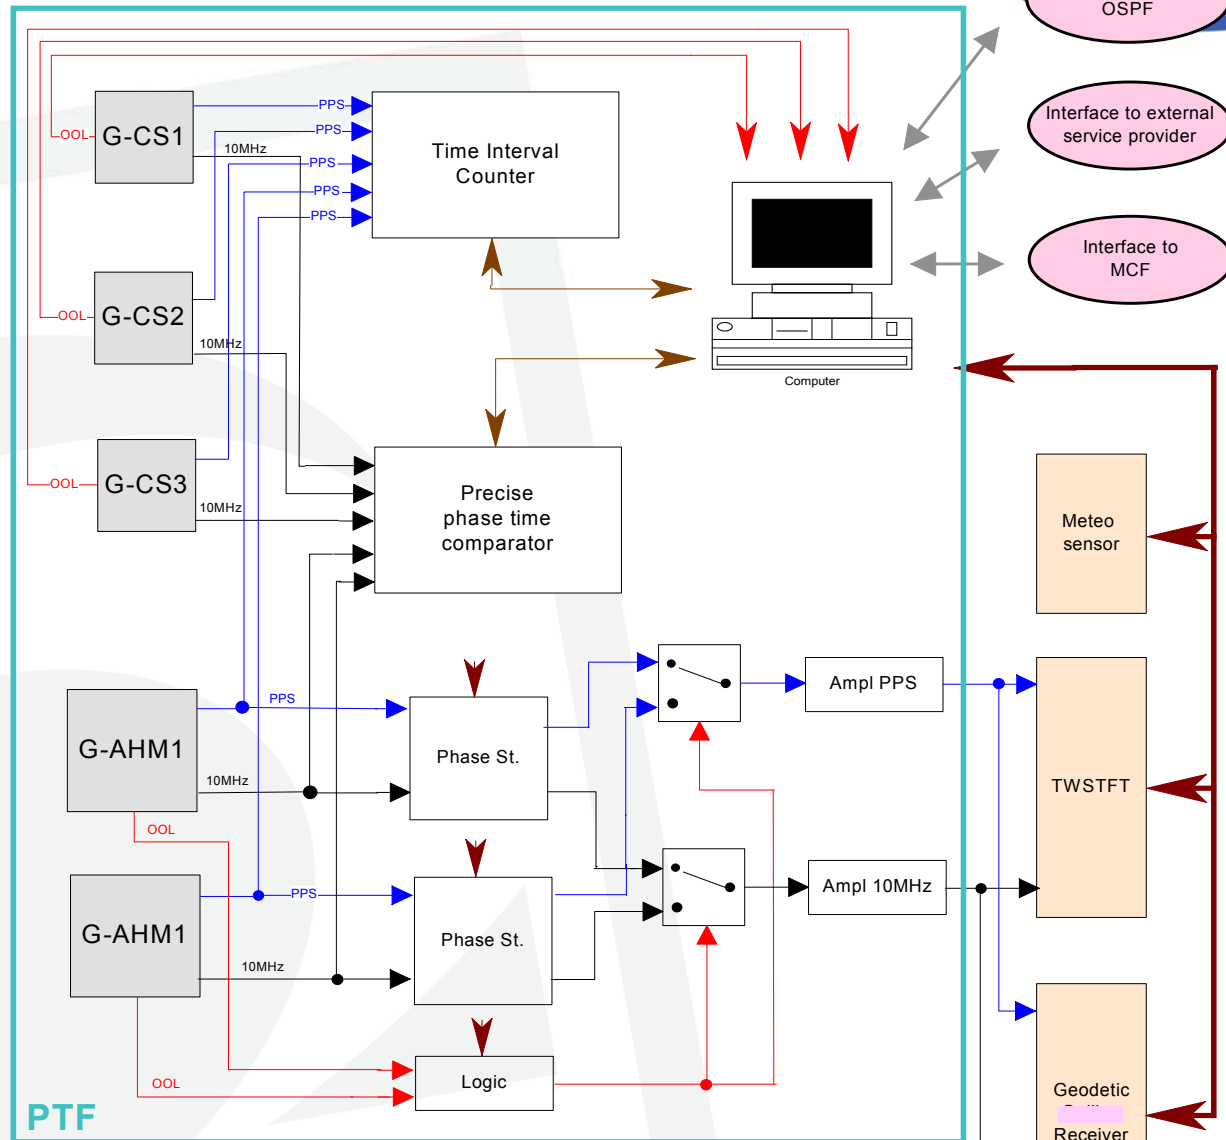 OSPF
PPS
G-CS1
OOL
10MHz
PPS
PPS
PPS
PPS
Time Interval
Counter
Interface to external
service provider
G-CS2
OOL
10MHz
Interface to
MCF
Computer
G-CS3
OOL
10MHz
Precise
phase time
comparator
Meteo
sensor
G-AHM1
PPS
10MHz
OOL
Phase St.
Ampl PPS
TWSTFT
G-AHM1
PPS
10MHz
OOL
Phase St.
Ampl 10MHz
Logic
Geodetic
Receiver
PTF